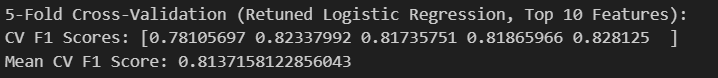 5-Fold Cross-Validation (Retuned Logistic Regression, Top 10 Features):
CV F1 Scores: [0.78105697 0.82337992 0.81735751 0.81865966 0.828125  ]
Mean CV F1 Score: 0.8137158122856043